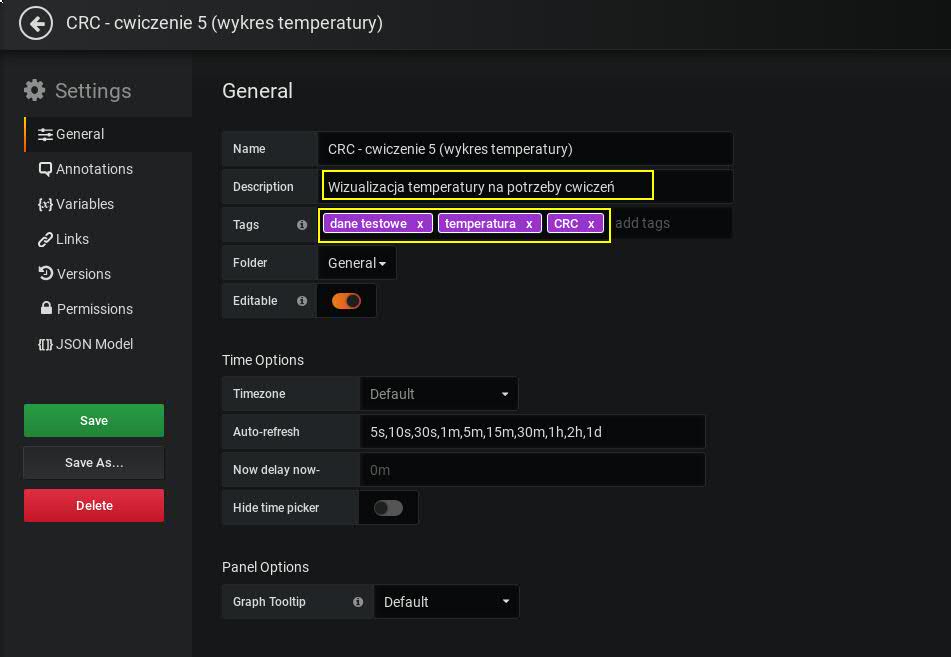 CRC - cwiczenie 5 (wykres temperatury)
Settings
General
Annotations
Variables
Links
Versions
Permissions
JSON Model
Save
Save As...
Delete
General
Name CRC - cwiczenie 5 (wykres temperatury)
Description Wizualizacja temperatury na potrzeby cwiczeń
Tags dane testowe x temperatura x CRC x add tags
Folder General
Editable
Time Options
Timezone Default
Auto-refresh 5s,10s,30s,1m,5m,15m,30m,1h,2h,1d
Now delay now- 0m
Hide time picker
Panel Options
Graph Tooltip Default